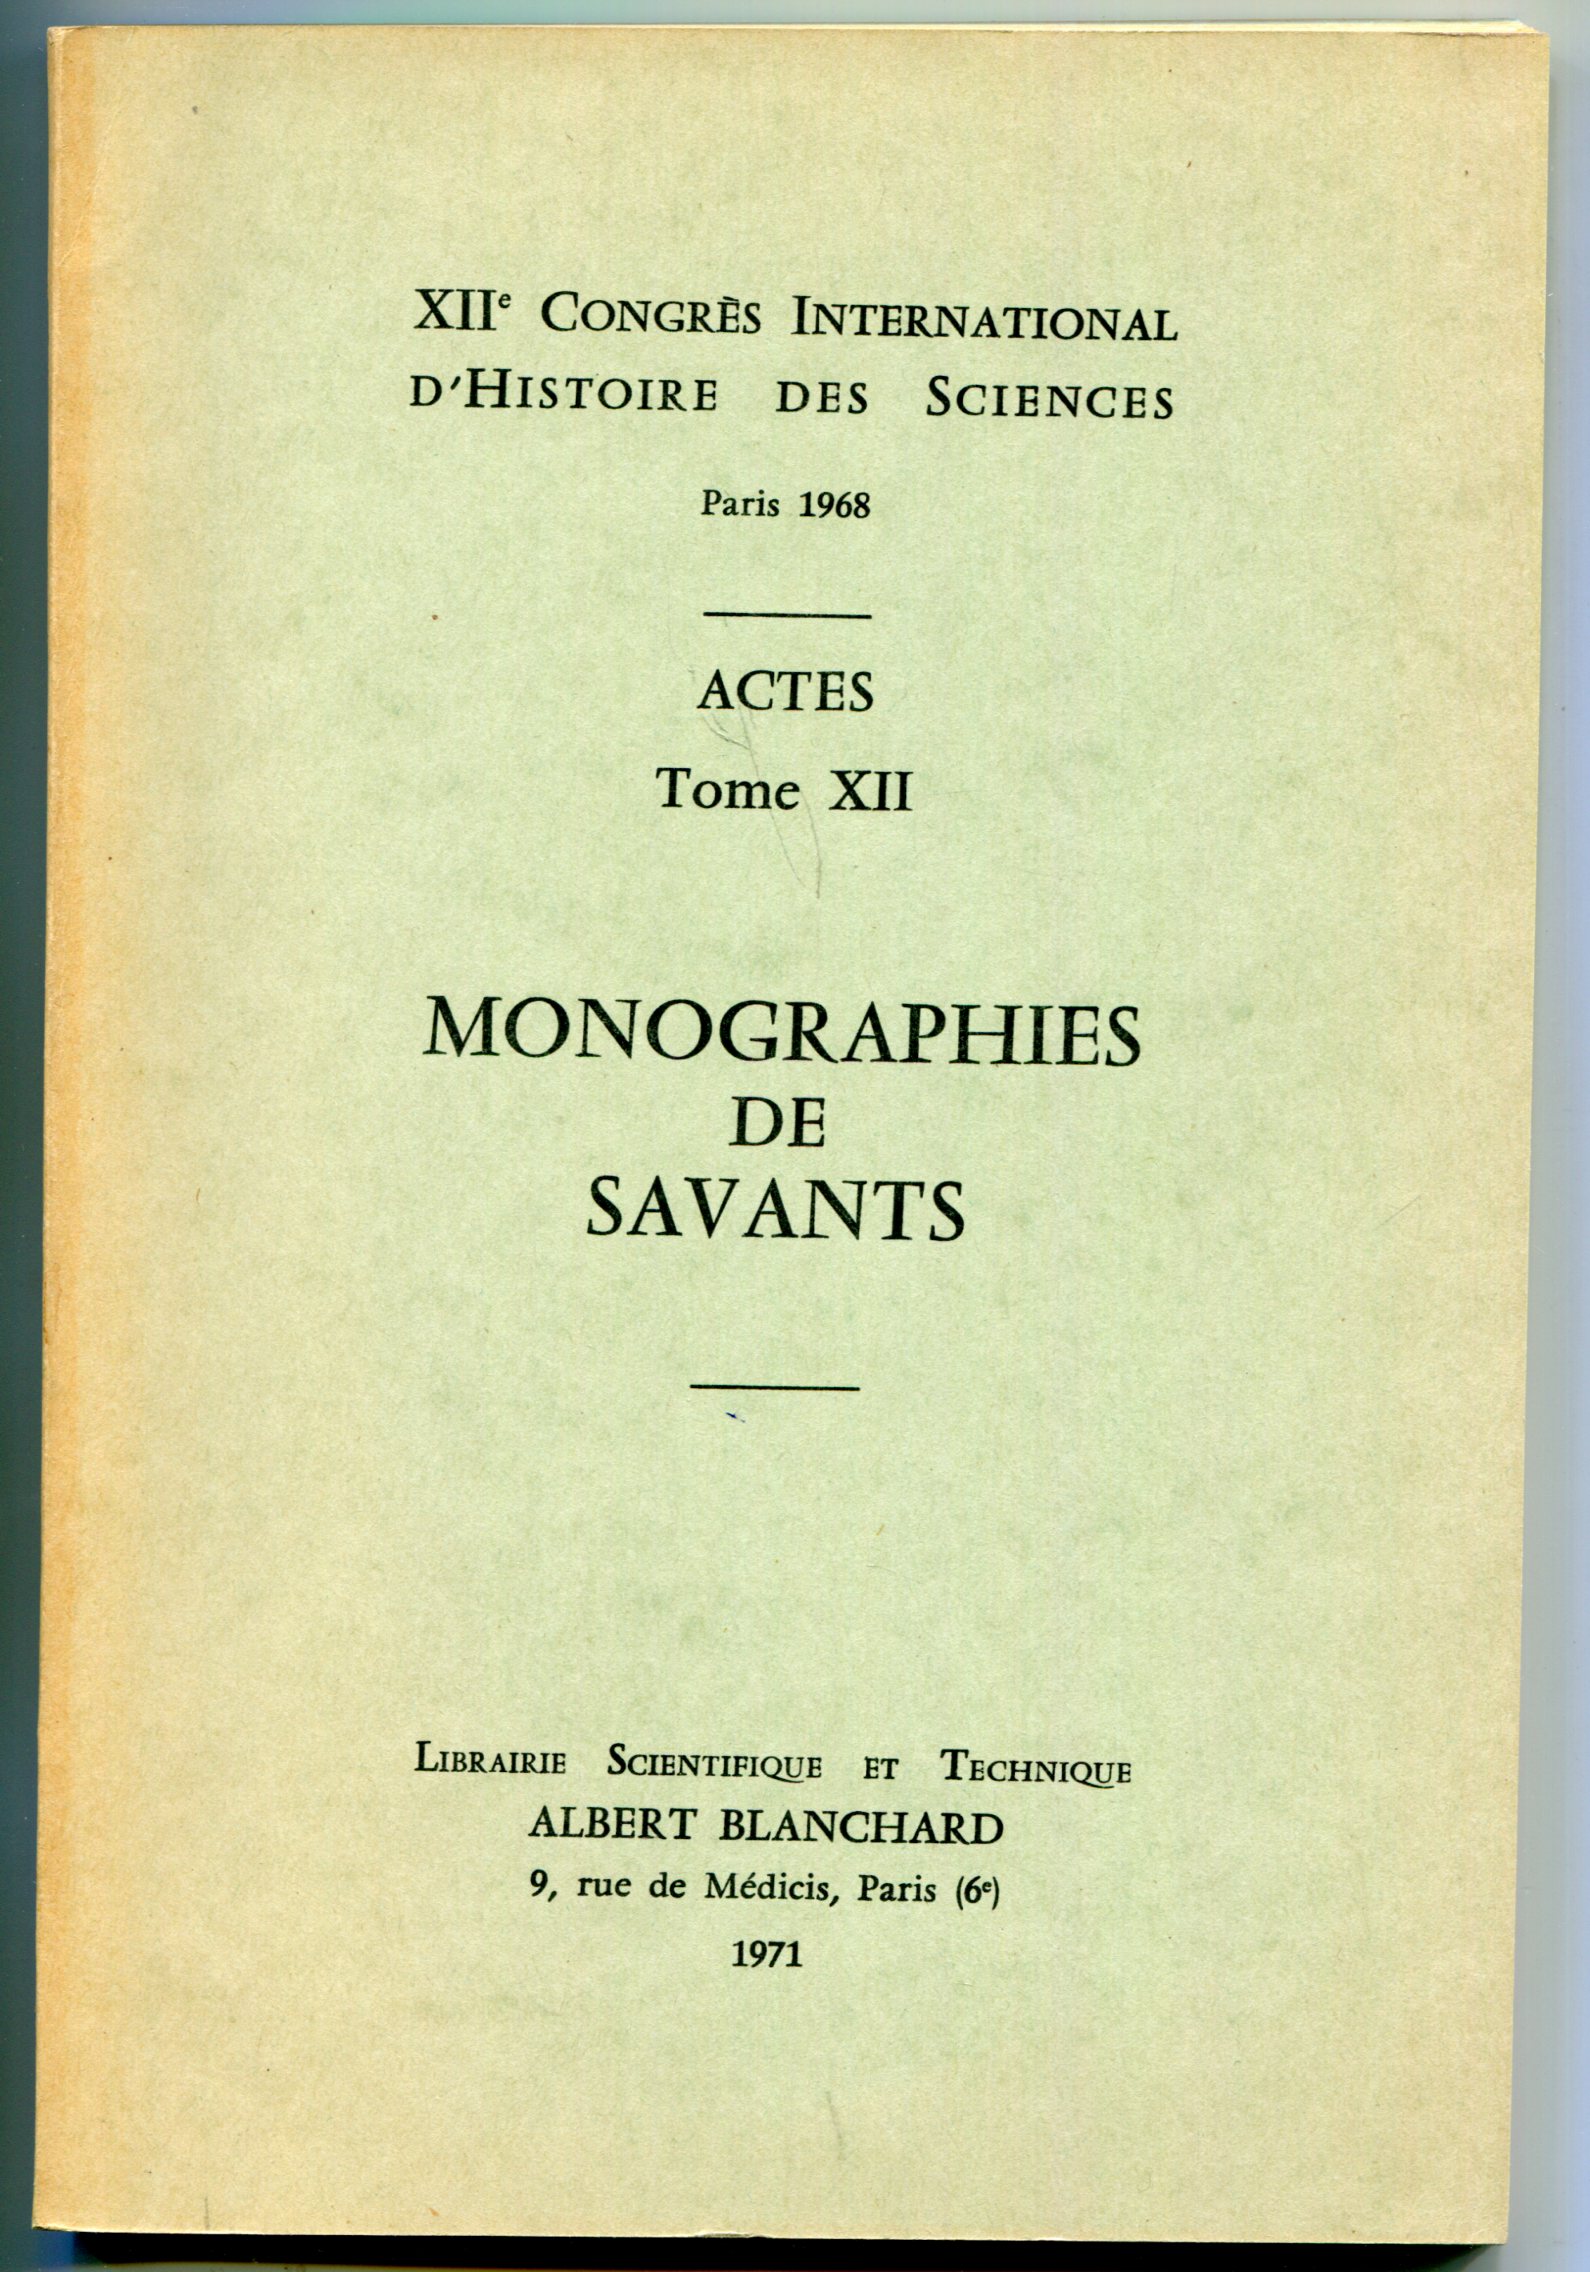 XIIᵉ CONGRÈS INTERNATIONAL
D'HISTOIRE DES SCIENCES
Paris 1968
ACTES
Tome XII
MONOGRAPHIES
DE
SAVANTS
LIBRAIRIE SCIENTIFIQUE ET TECHNIQUE
ALBERT BLANCHARD
9, rue de Médicis, Paris (6ᵉ)
1971